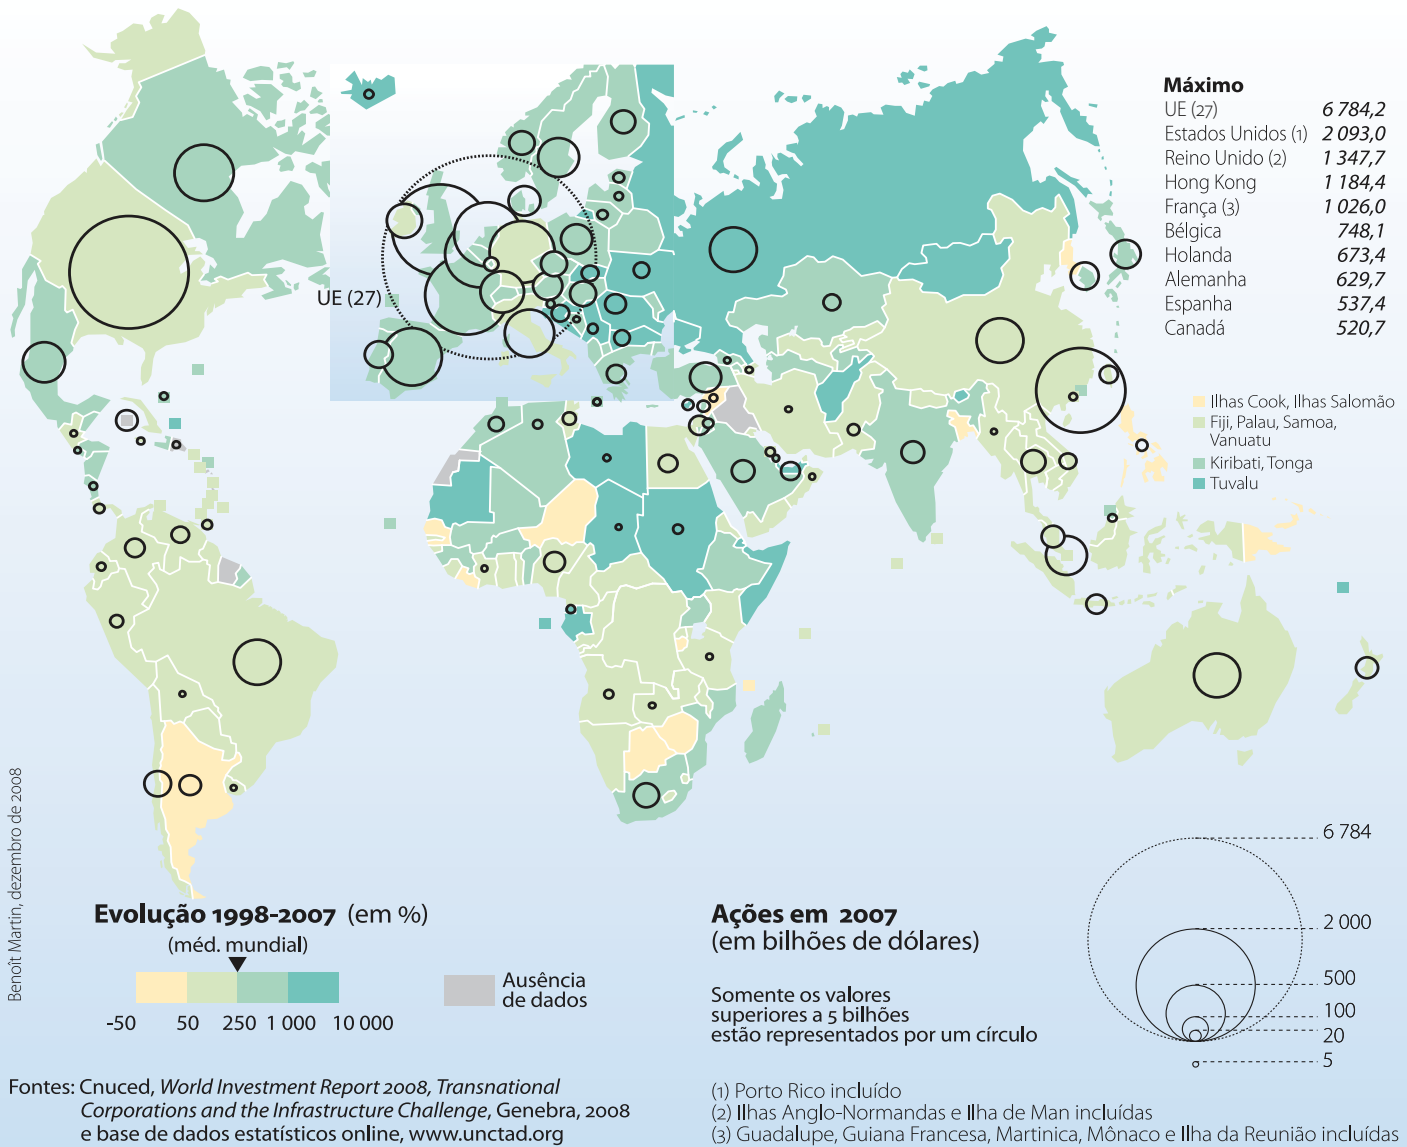 Máximo
UE (27) 6 784,2
Estados Unidos (1) 2 093,0
Reino Unido (2) 1 347,7
Hong Kong 1 184,4
França (3) 1 026,0
Bélgica 748,1
Holanda 673,4
Alemanha 629,7
Espanha 537,4
Canadá 520,7
UE (27)
Ilhas Cook, Ilhas Salomão
Fiji, Palau, Samoa,
Vanuatu
Kiribati, Tonga
Tuvalu
Benoît Martin, dezembro de 2008
Evolução 1998-2007 (em %)
(méd. mundial)
-50 50 250 1 000 10 000
Ausência
de dados
Ações em 2007
(em bilhões de dólares)
Somente os valores
superiores a 5 bilhões
estão representados por um círculo
6 784
2 000
500
100
20
5
Fontes: Cnuced, World Investment Report 2008, Transnational
Corporations and the Infrastructure Challenge, Genebra, 2008
e base de dados estatísticos online, www.unctad.org
(1) Porto Rico incluído
(2) Ilhas Anglo-Normandas e Ilha de Man incluídas
(3) Guadalupe, Guiana Francesa, Martinica, Mônaco e Ilha da Reunião incluídas